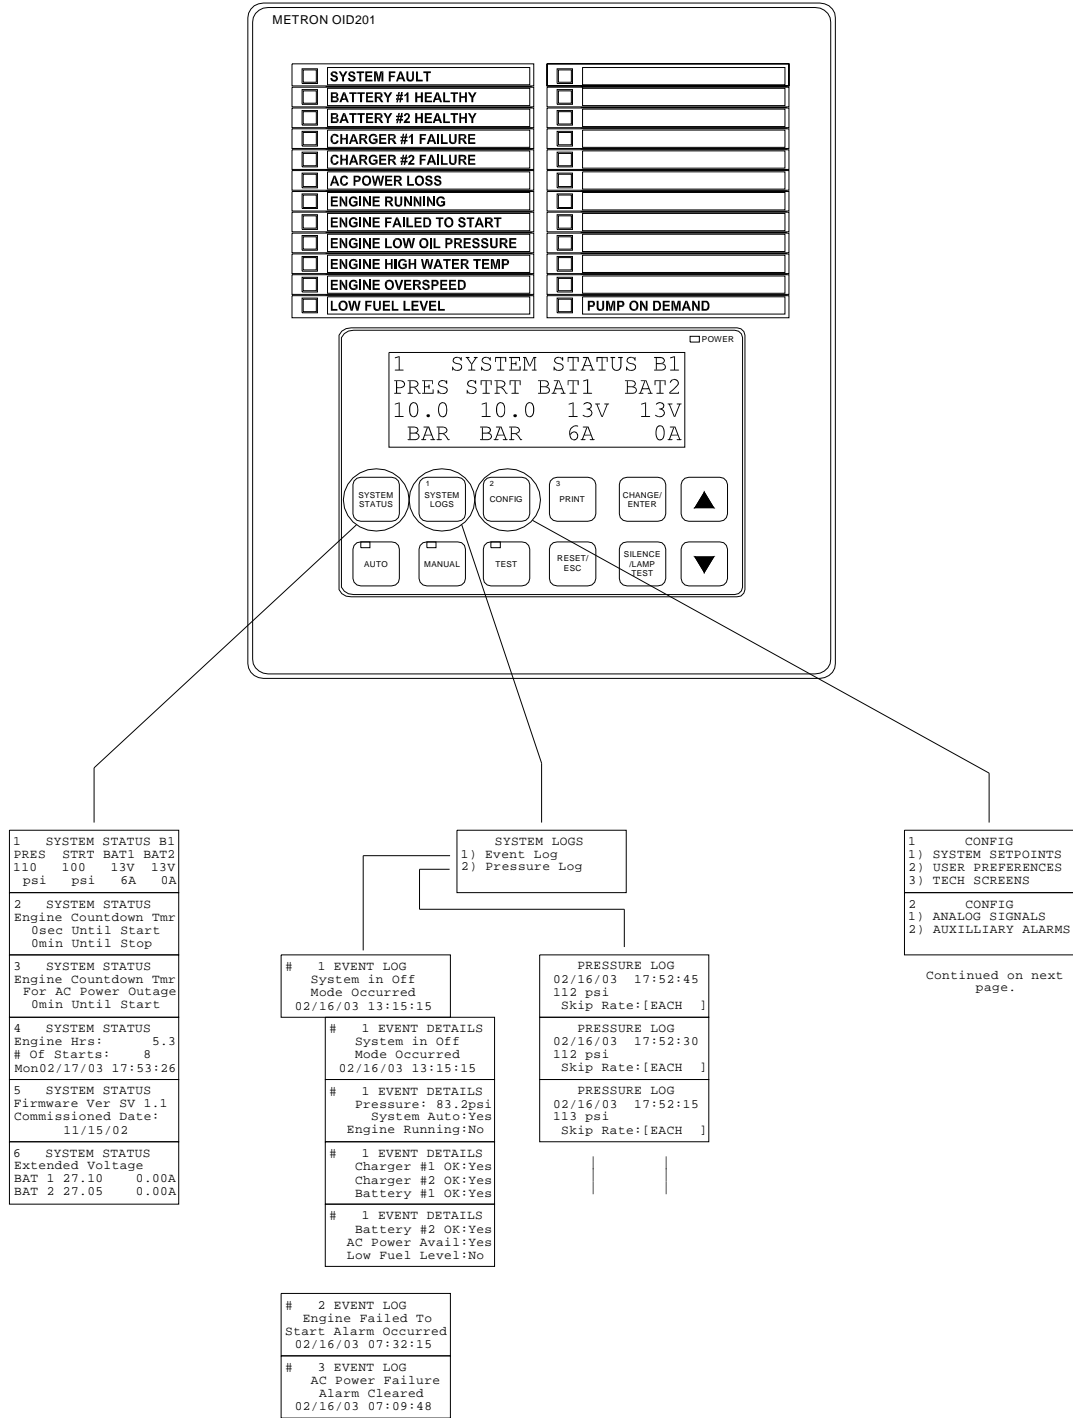 METRON OID201
SYSTEM FAULT
BATTERY #1 HEALTHY
BATTERY #2 HEALTHY
CHARGER #1 FAILURE
CHARGER #2 FAILURE
AC POWER LOSS
ENGINE RUNNING
ENGINE FAILED TO START
ENGINE LOW OIL PRESSURE
ENGINE HIGH WATER TEMP
ENGINE OVERSPEED
LOW FUEL LEVEL
PUMP ON DEMAND
POWER
1 SYSTEM STATUS B1
PRES STRT BAT1 BAT2
10.0 10.0 13V 13V
BAR BAR 6A 0A
SYSTEM
STATUS
1
SYSTEM
LOGS
2
CONFIG
3
PRINT
CHANGE/
ENTER
AUTO
MANUAL
TEST
RESET/
ESC
SILENCE
/LAMP
TEST
1 SYSTEM STATUS B1
PRES STRT BAT1 BAT2
110 100 13V 13V
psi psi 6A 0A
2 SYSTEM STATUS
Engine Countdown Tmr
0sec Until Start
0min Until Stop
3 SYSTEM STATUS
Engine Countdown Tmr
For AC Power Outage
0min Until Start
4 SYSTEM STATUS
Engine Hrs: 5.3
# Of Starts: 8
Mon02/17/03 17:53:26
5 SYSTEM STATUS
Firmware Ver SV 1.1
Commissioned Date:
11/15/02
6 SYSTEM STATUS
Extended Voltage
BAT 1 27.10 0.00A
BAT 2 27.05 0.00A
SYSTEM LOGS
1) Event Log
2) Pressure Log
# 1 EVENT LOG
System in Off
Mode Occurred
02/16/03 13:15:15
# 1 EVENT DETAILS
System in Off
Mode Occurred
02/16/03 13:15:15
# 1 EVENT DETAILS
Pressure: 83.2psi
System Auto:Yes
Engine Running:No
# 1 EVENT DETAILS
Charger #1 OK:Yes
Charger #2 OK:Yes
Battery #1 OK:Yes
# 1 EVENT DETAILS
Battery #2 OK:Yes
AC Power Avail:Yes
Low Fuel Level:No
# 2 EVENT LOG
Engine Failed To
Start Alarm Occurred
02/16/03 07:32:15
# 3 EVENT LOG
AC Power Failure
Alarm Cleared
02/16/03 07:09:48
PRESSURE LOG
02/16/03 17:52:45
112 psi
Skip Rate:[EACH ]
PRESSURE LOG
02/16/03 17:52:30
112 psi
Skip Rate:[EACH ]
PRESSURE LOG
02/16/03 17:52:15
113 psi
Skip Rate:[EACH ]
1 CONFIG
1) SYSTEM SETPOINTS
2) USER PREFERENCES
3) TECH SCREENS
2 CONFIG
1) ANALOG SIGNALS
2) AUXILLIARY ALARMS
Continued on next
page.